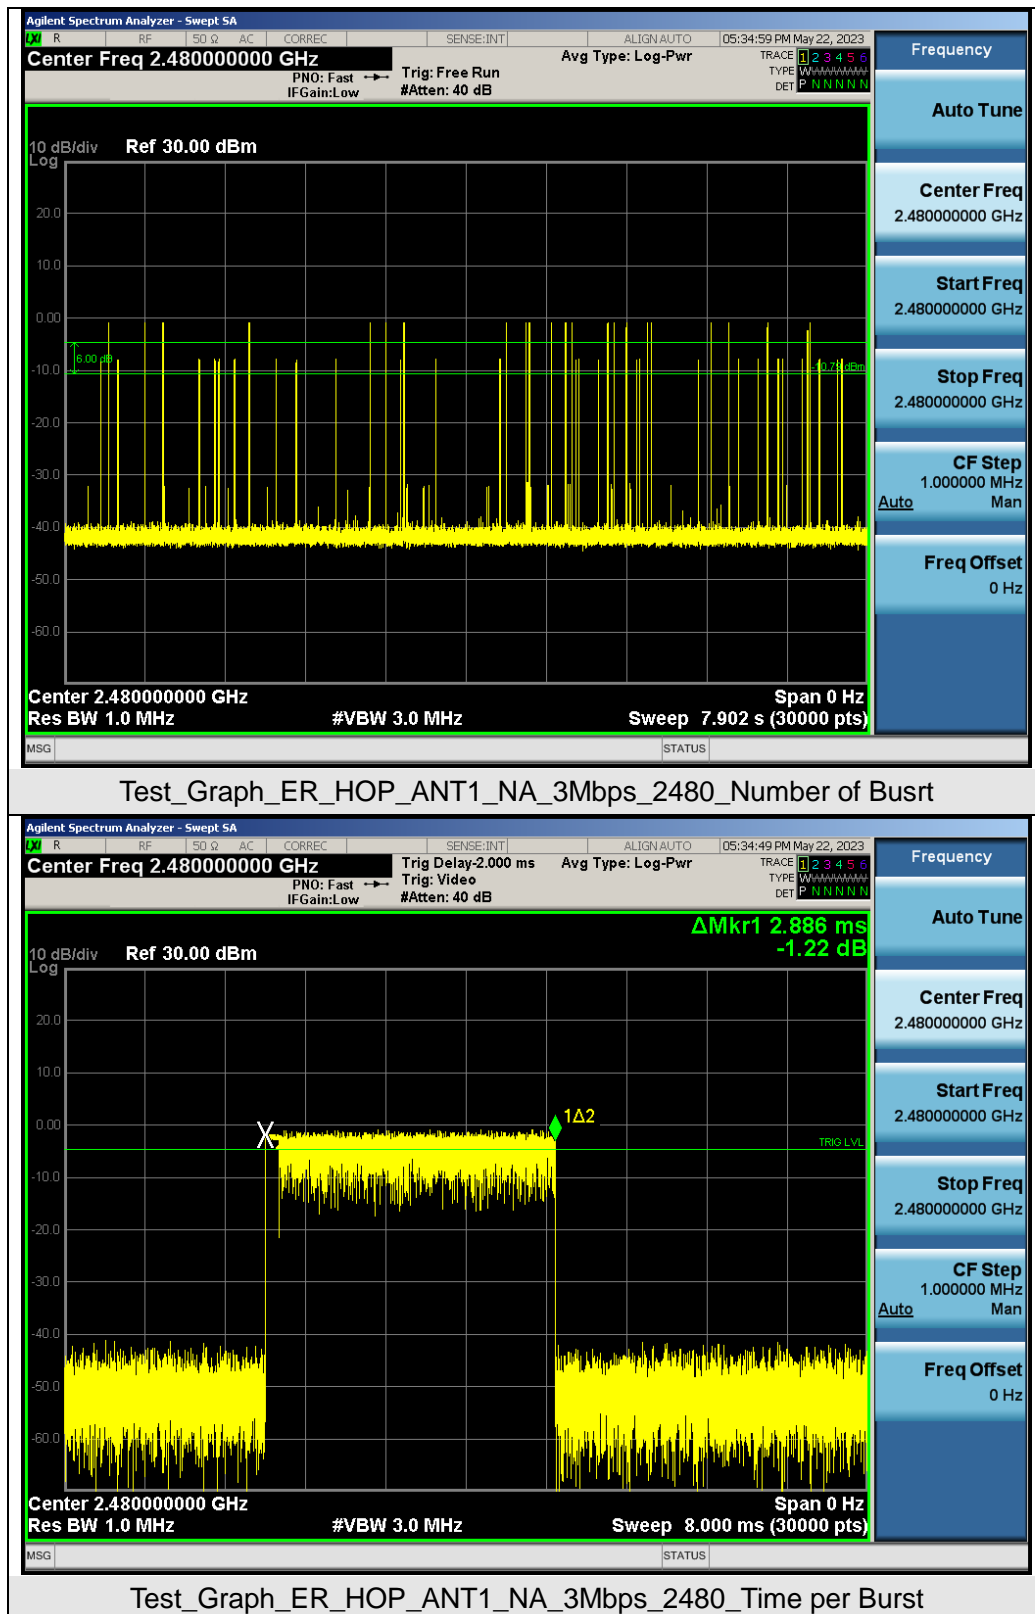 Agilent Spectrum Analyzer - Swept SA
LXI R RF 50 Ω AC CORREC SENSE:INT ALIGN AUTO 05:34:59 PM May 22, 2023
Center Freq 2.480000000 GHz Avg Type: Log-Pwr TRACE 1 2 3 4 5 6
PNO: Fast Trig: Free Run TYPE W
IFGain:Low #Atten: 40 dB DET P N N N N N
Frequency
Auto Tune
10 dB/div Ref 30.00 dBm
Log
20.0
10.0
0.00
6.00 dB
-10.79 dBm
-10.0
-20.0
-30.0
-40.0
-50.0
-60.0
Center Freq
2.480000000 GHz
Start Freq
2.480000000 GHz
Stop Freq
2.480000000 GHz
CF Step
1.000000 MHz
Auto Man
Freq Offset
0 Hz
Center 2.480000000 GHz Span 0 Hz
Res BW 1.0 MHz #VBW 3.0 MHz Sweep 7.902 s (30000 pts)
MSG STATUS
Test_Graph_ER_HOP_ANT1_NA_3Mbps_2480_Number of Busrt
Agilent Spectrum Analyzer - Swept SA
LXI R RF 50 Ω AC CORREC SENSE:INT ALIGN AUTO 05:34:49 PM May 22, 2023
Center Freq 2.480000000 GHz Trig Delay-2.000 ms Avg Type: Log-Pwr TRACE 1 2 3 4 5 6
PNO: Fast Trig: Video TYPE W
IFGain:Low #Atten: 40 dB DET P N N N N N
Frequency
Auto Tune
ΔMkr1 2.886 ms
-1.22 dB
10 dB/div Ref 30.00 dBm
Log
20.0
10.0
0.00
1Δ2
X
TRIG LVL
-10.0
-20.0
-30.0
-40.0
-50.0
-60.0
Center Freq
2.480000000 GHz
Start Freq
2.480000000 GHz
Stop Freq
2.480000000 GHz
CF Step
1.000000 MHz
Auto Man
Freq Offset
0 Hz
Center 2.480000000 GHz Span 0 Hz
Res BW 1.0 MHz #VBW 3.0 MHz Sweep 8.000 ms (30000 pts)
MSG STATUS
Test_Graph_ER_HOP_ANT1_NA_3Mbps_2480_Time per Burst